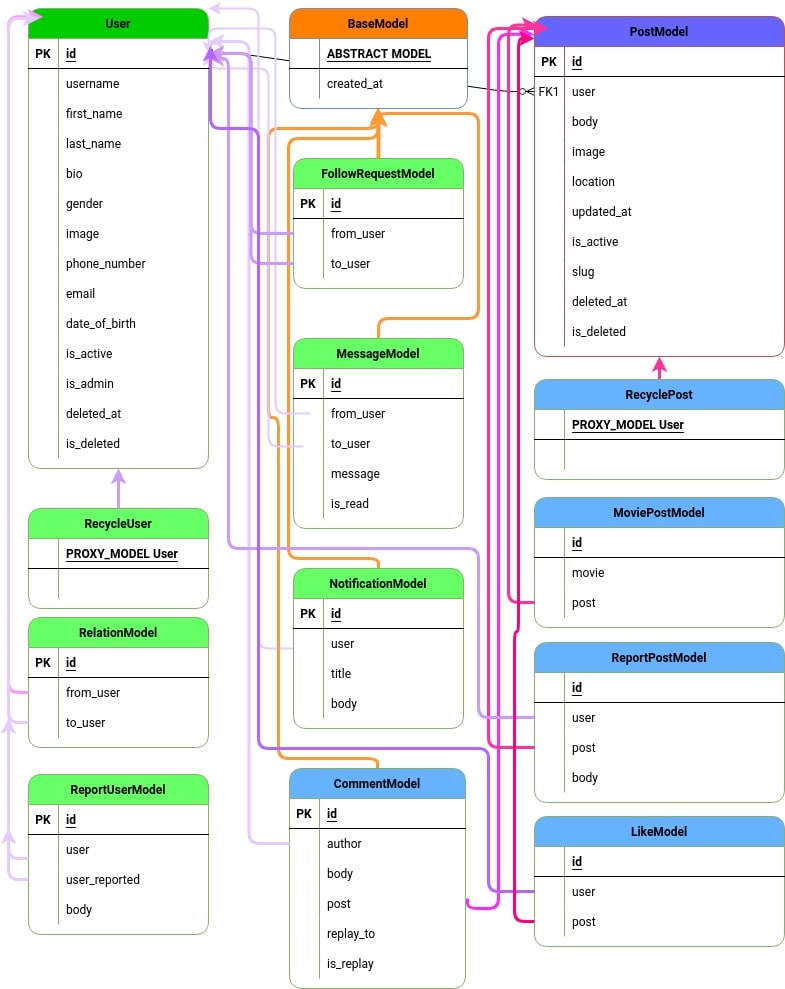 User
PK id
username
first_name
last_name
bio
gender
image
phone_number
email
date_of_birth
is_active
is_admin
deleted_at
is_deleted
RecycleUser
PROXY_MODEL User
RelationModel
PK id
from_user
to_user
ReportUserModel
PK id
user
user_reported
body
BaseModel
ABSTRACT MODEL
created_at
FollowRequestModel
PK id
from_user
to_user
MessageModel
PK id
from_user
to_user
message
is_read
NotificationModel
PK id
user
title
body
CommentModel
PK id
author
body
post
replay_to
is_replay
PostModel
PK id
FK1 user
body
image
location
updated_at
is_active
slug
deleted_at
is_deleted
RecyclePost
PROXY_MODEL User
MoviePostModel
id
movie
post
ReportPostModel
id
user
post
body
LikeModel
id
user
post